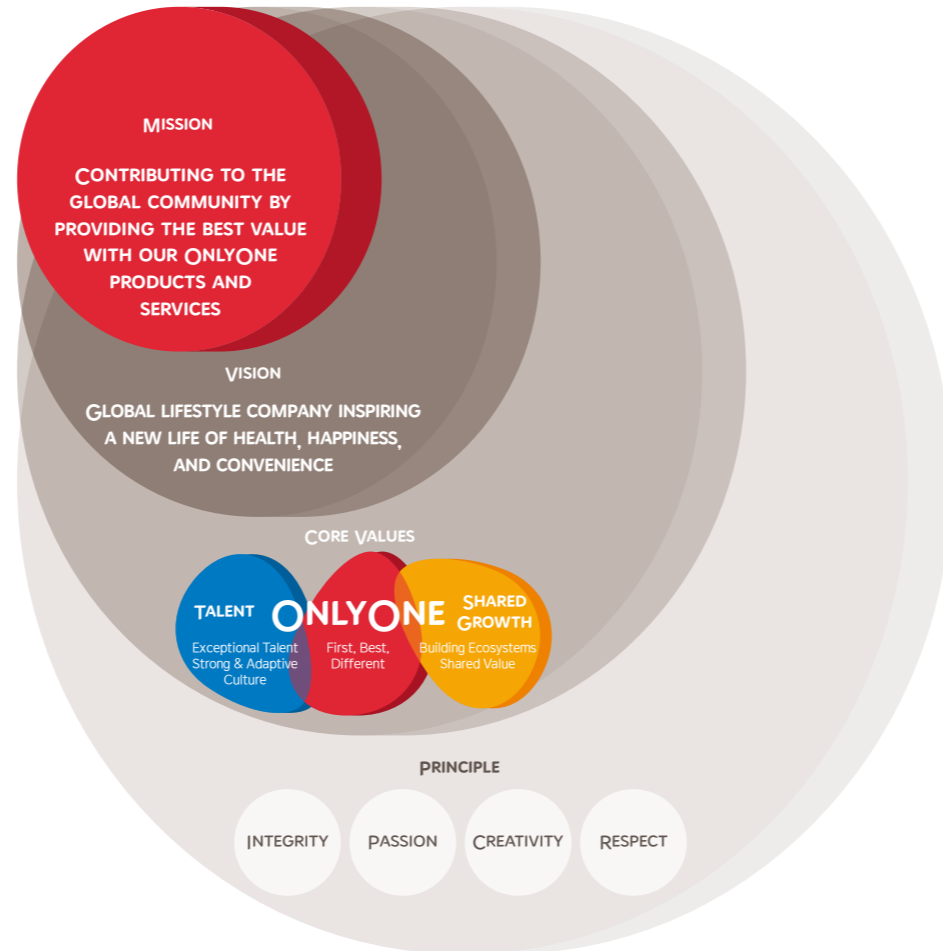 Mission
Contributing to the
global community by
providing the best value
with our OnlyOne
products and
services
Vision
Global lifestyle company inspiring
a new life of health, happiness,
and convenience
Core Values
Talent
Exceptional Talent
Strong & Adaptive
Culture
OnlyOne
First, Best,
Different
Shared
Growth
Building Ecosystems
Shared Value
Principle
Integrity
Passion
Creativity
Respect